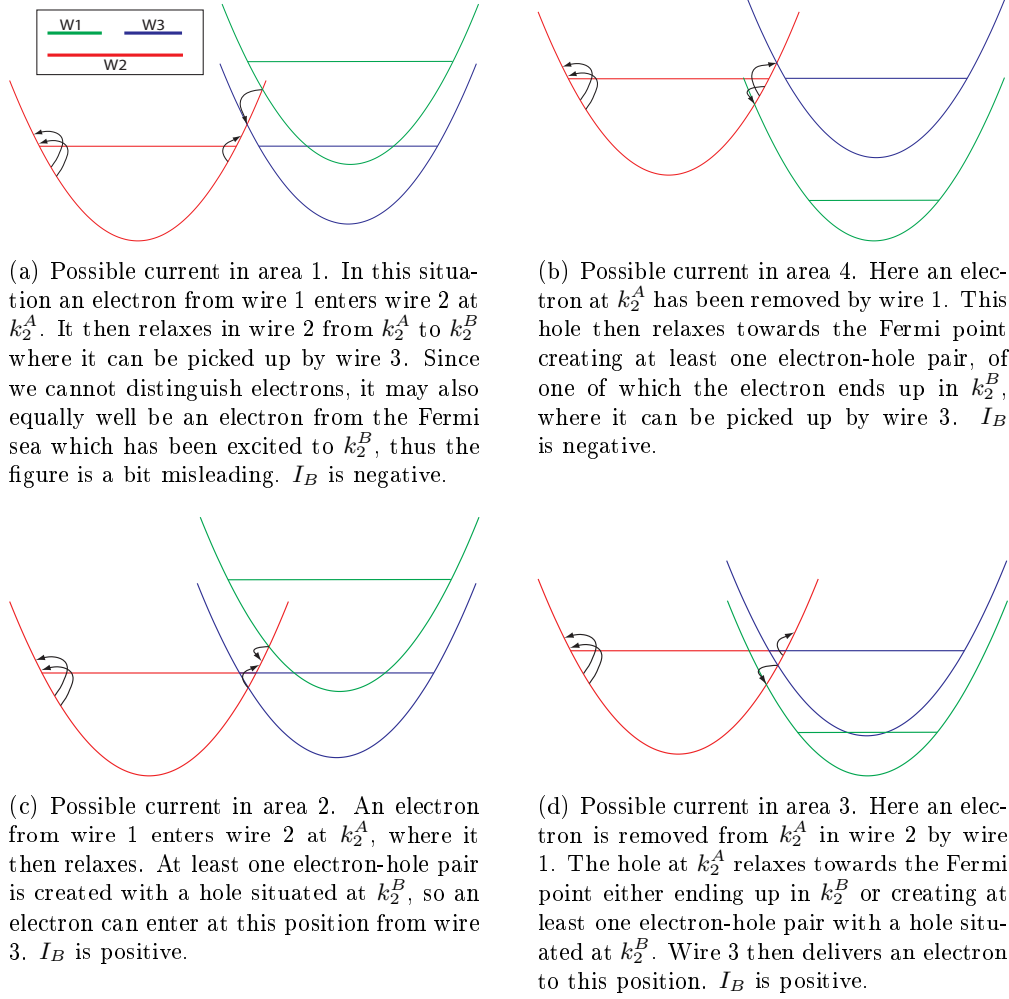 W1 W3
W2
(a) Possible current in area 1. In this situa-
tion an electron from wire 1 enters wire 2 at
$k_2^A$. It then relaxes in wire 2 from $k_2^A$ to $k_2^B$
where it can be picked up by wire 3. Since
we cannot distinguish electrons, it may also
equally well be an electron from the Fermi
sea which has been excited to $k_2^B$, thus the
figure is a bit misleading. $I_B$ is negative.
(b) Possible current in area 4. Here an elec-
tron at $k_2^A$ has been removed by wire 1. This
hole then relaxes towards the Fermi point
creating at least one electron-hole pair, of
one of which the electron ends up in $k_2^B$,
where it can be picked up by wire 3. $I_B$
is negative.
(c) Possible current in area 2. An electron
from wire 1 enters wire 2 at $k_2^A$, where it
then relaxes. At least one electron-hole pair
is created with a hole situated at $k_2^B$, so an
electron can enter at this position from wire
3. $I_B$ is positive.
(d) Possible current in area 3. Here an elec-
tron is removed from $k_2^A$ in wire 2 by wire
1. The hole at $k_2^A$ relaxes towards the Fermi
point either ending up in $k_2^B$ or creating at
least one electron-hole pair with a hole situ-
ated at $k_2^B$. Wire 3 then delivers an electron
to this position. $I_B$ is positive.